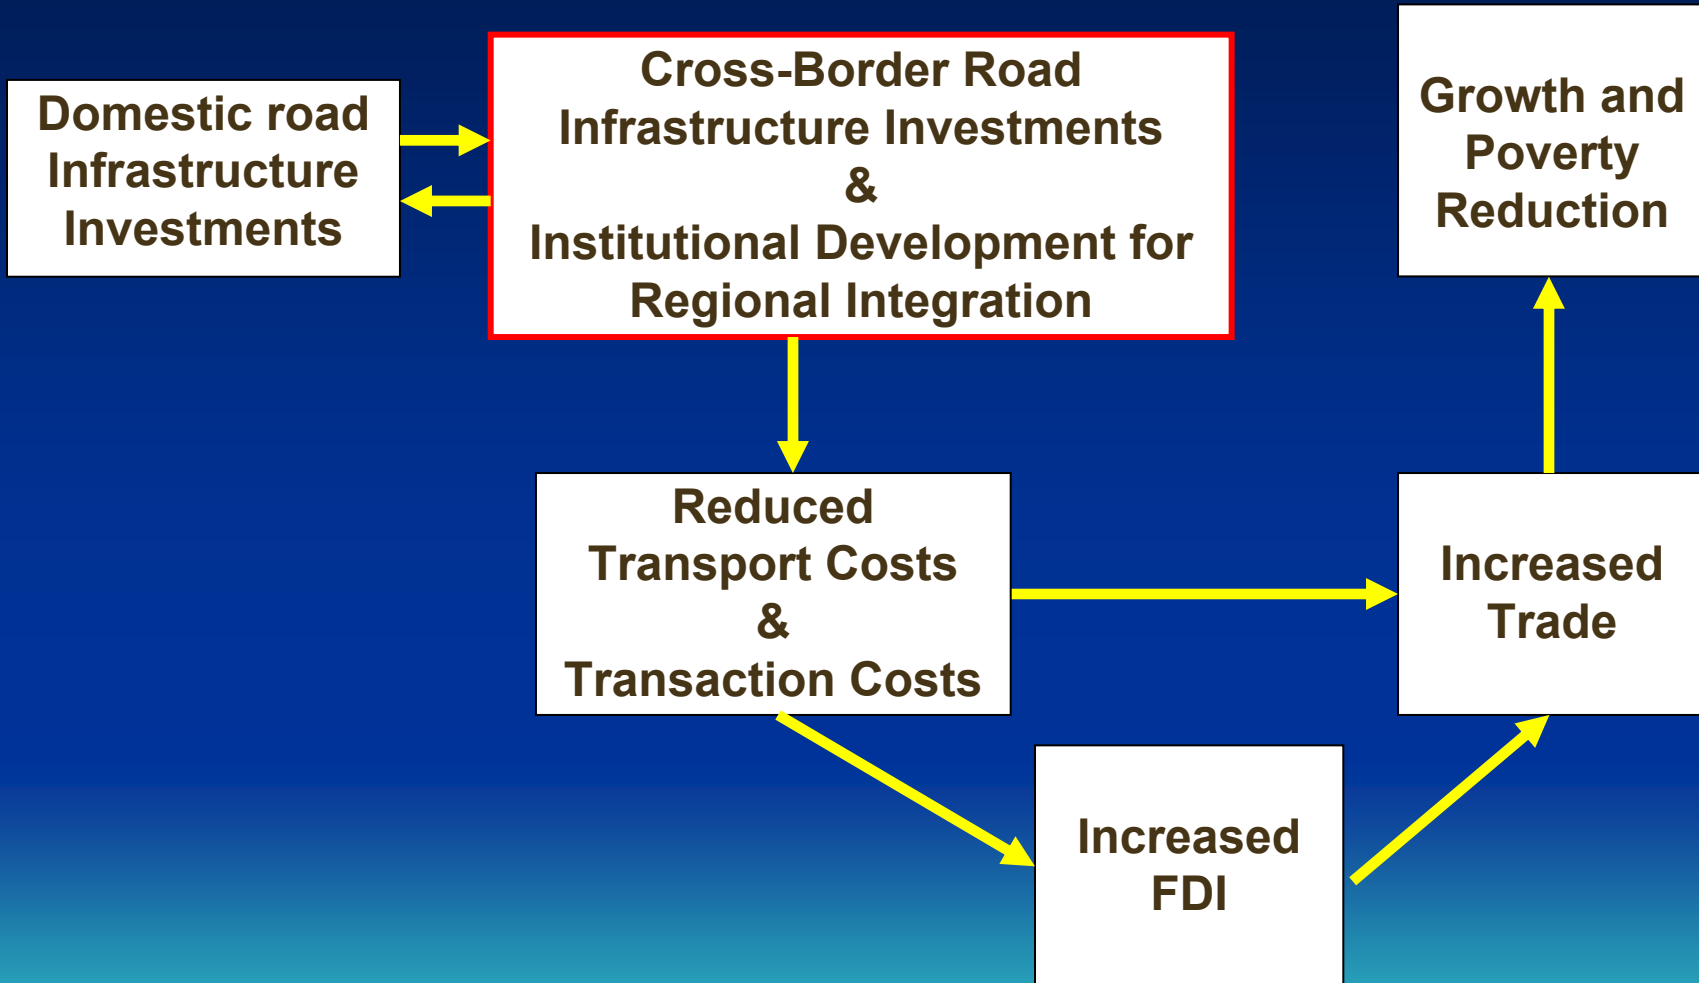 Domestic road
Infrastructure
Investments
Cross-Border Road
Infrastructure Investments
&
Institutional Development for
Regional Integration
Growth and
Poverty
Reduction
Reduced
Transport Costs
&
Transaction Costs
Increased
Trade
Increased
FDI